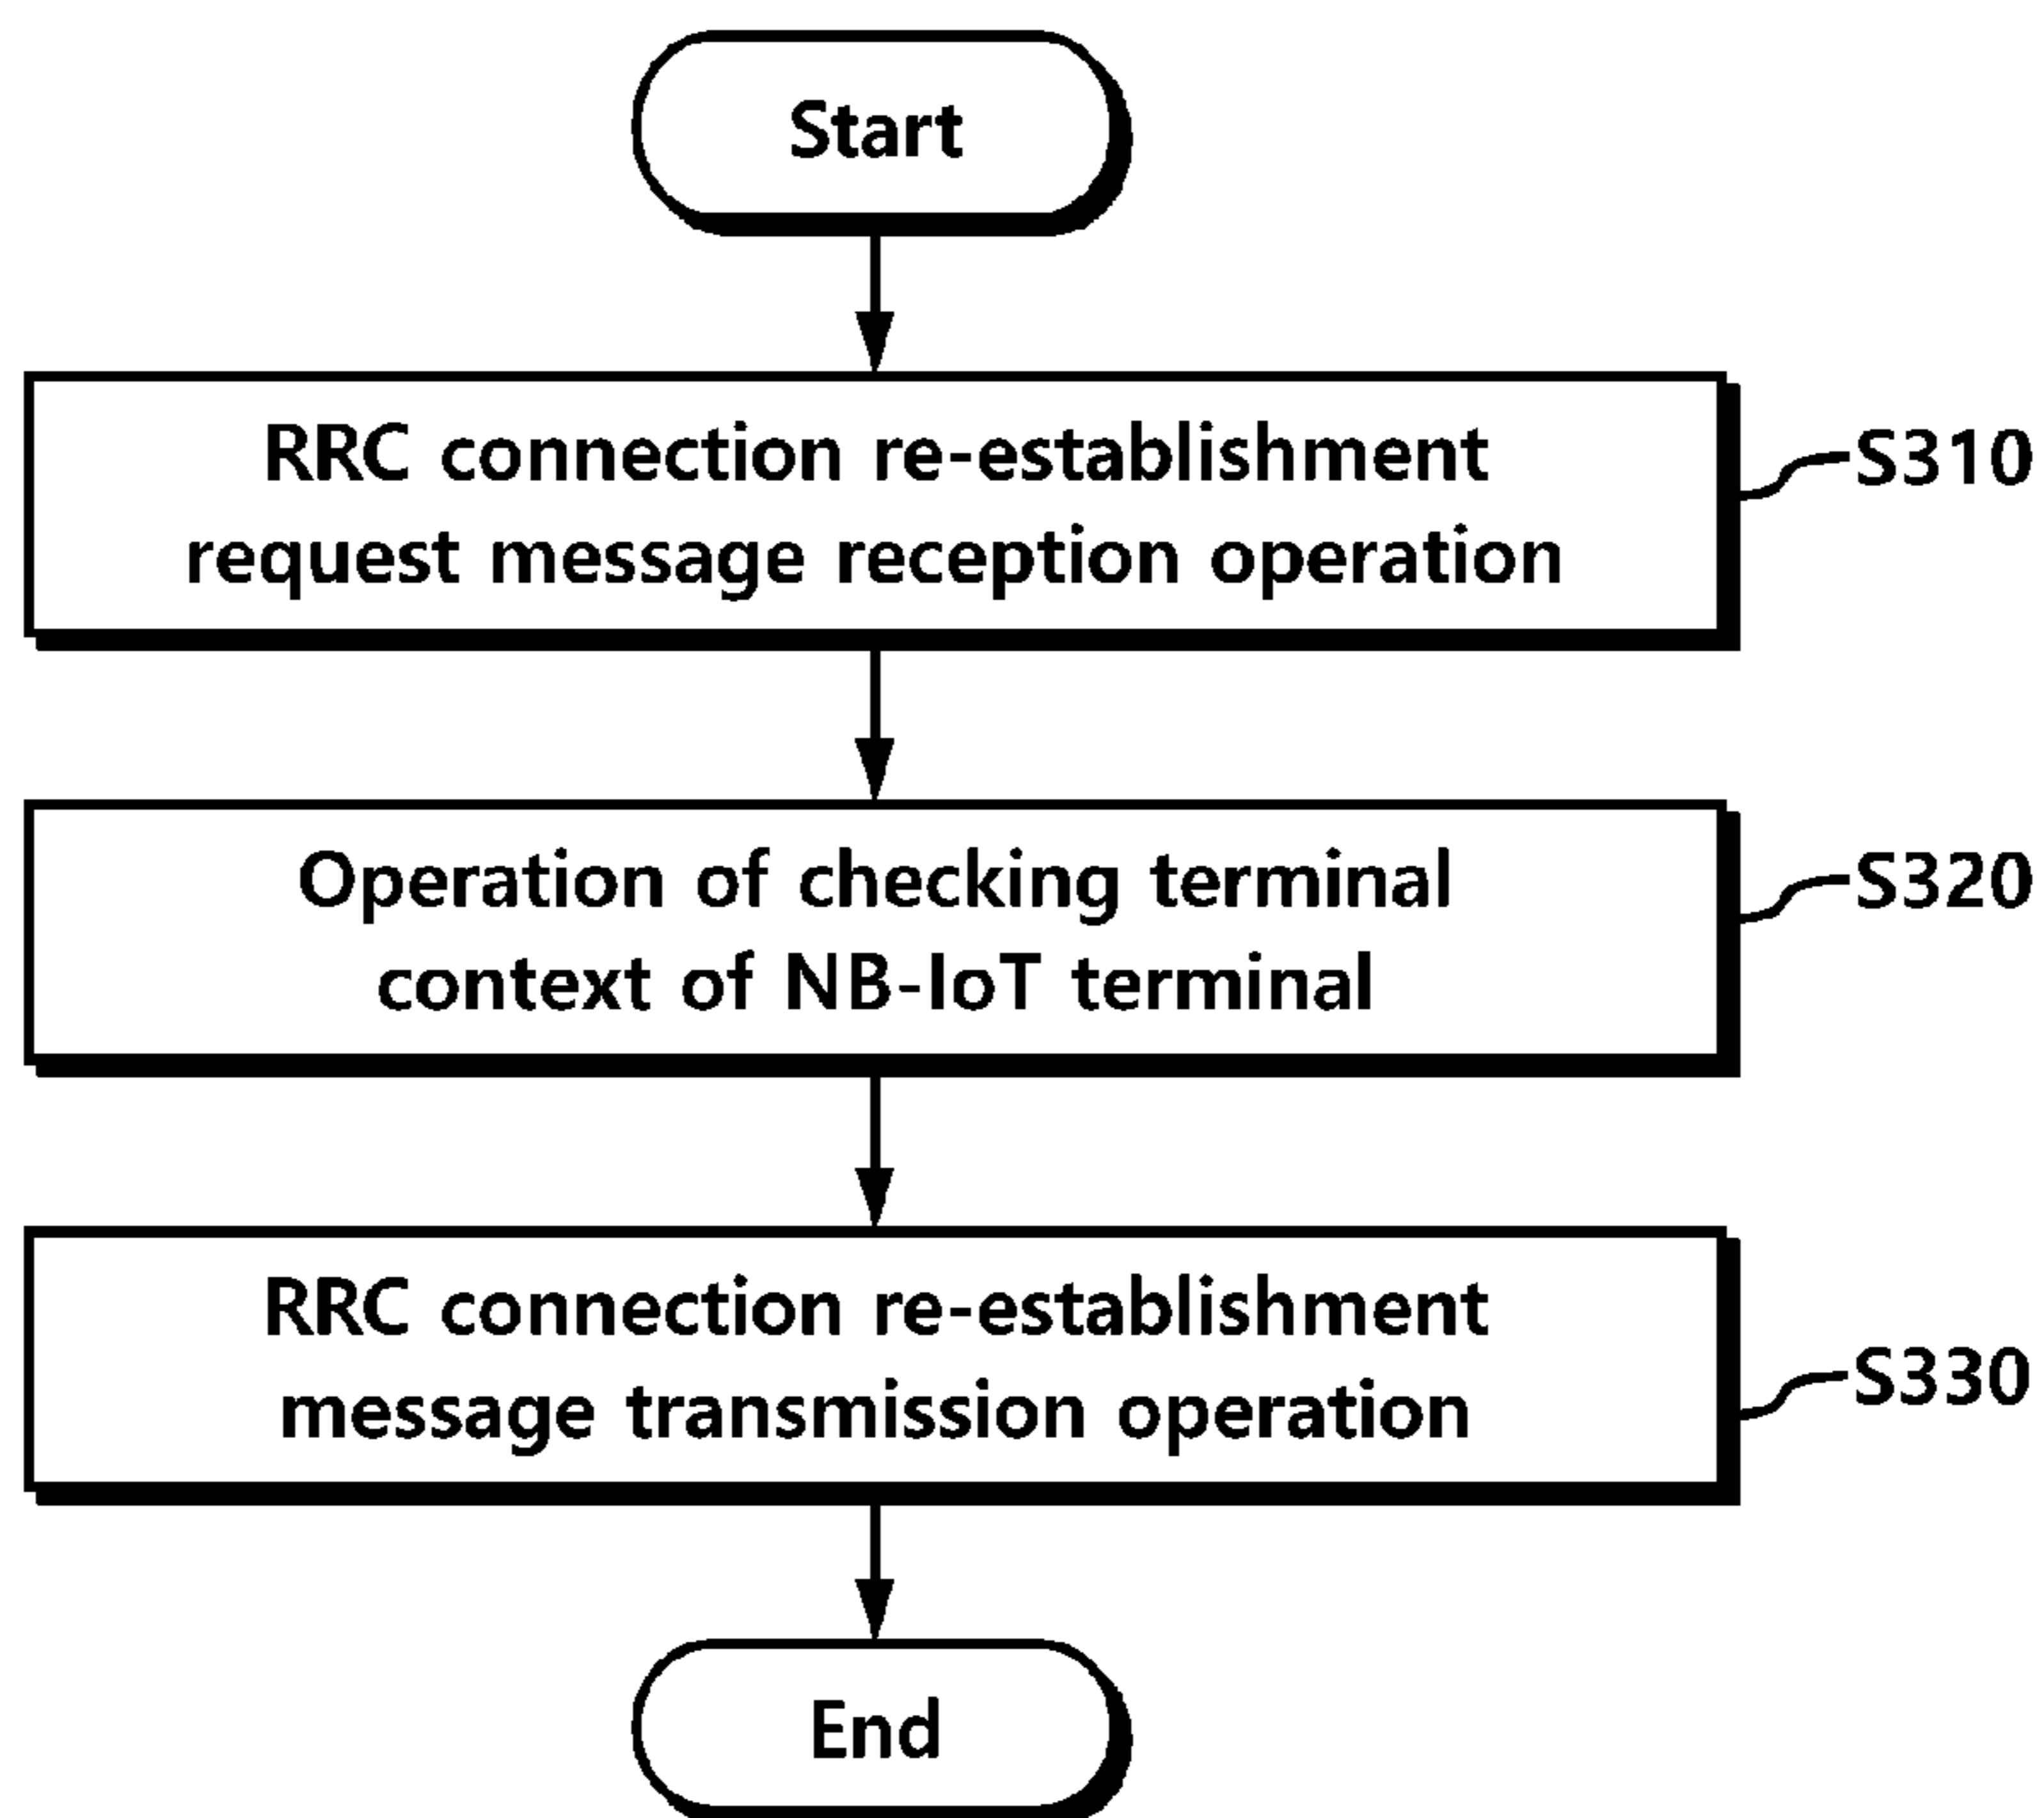 Start
RRC connection re-establishment
request message reception operation
S310
Operation of checking terminal
context of NB-IoT terminal
S320
RRC connection re-establishment
message transmission operation
S330
End